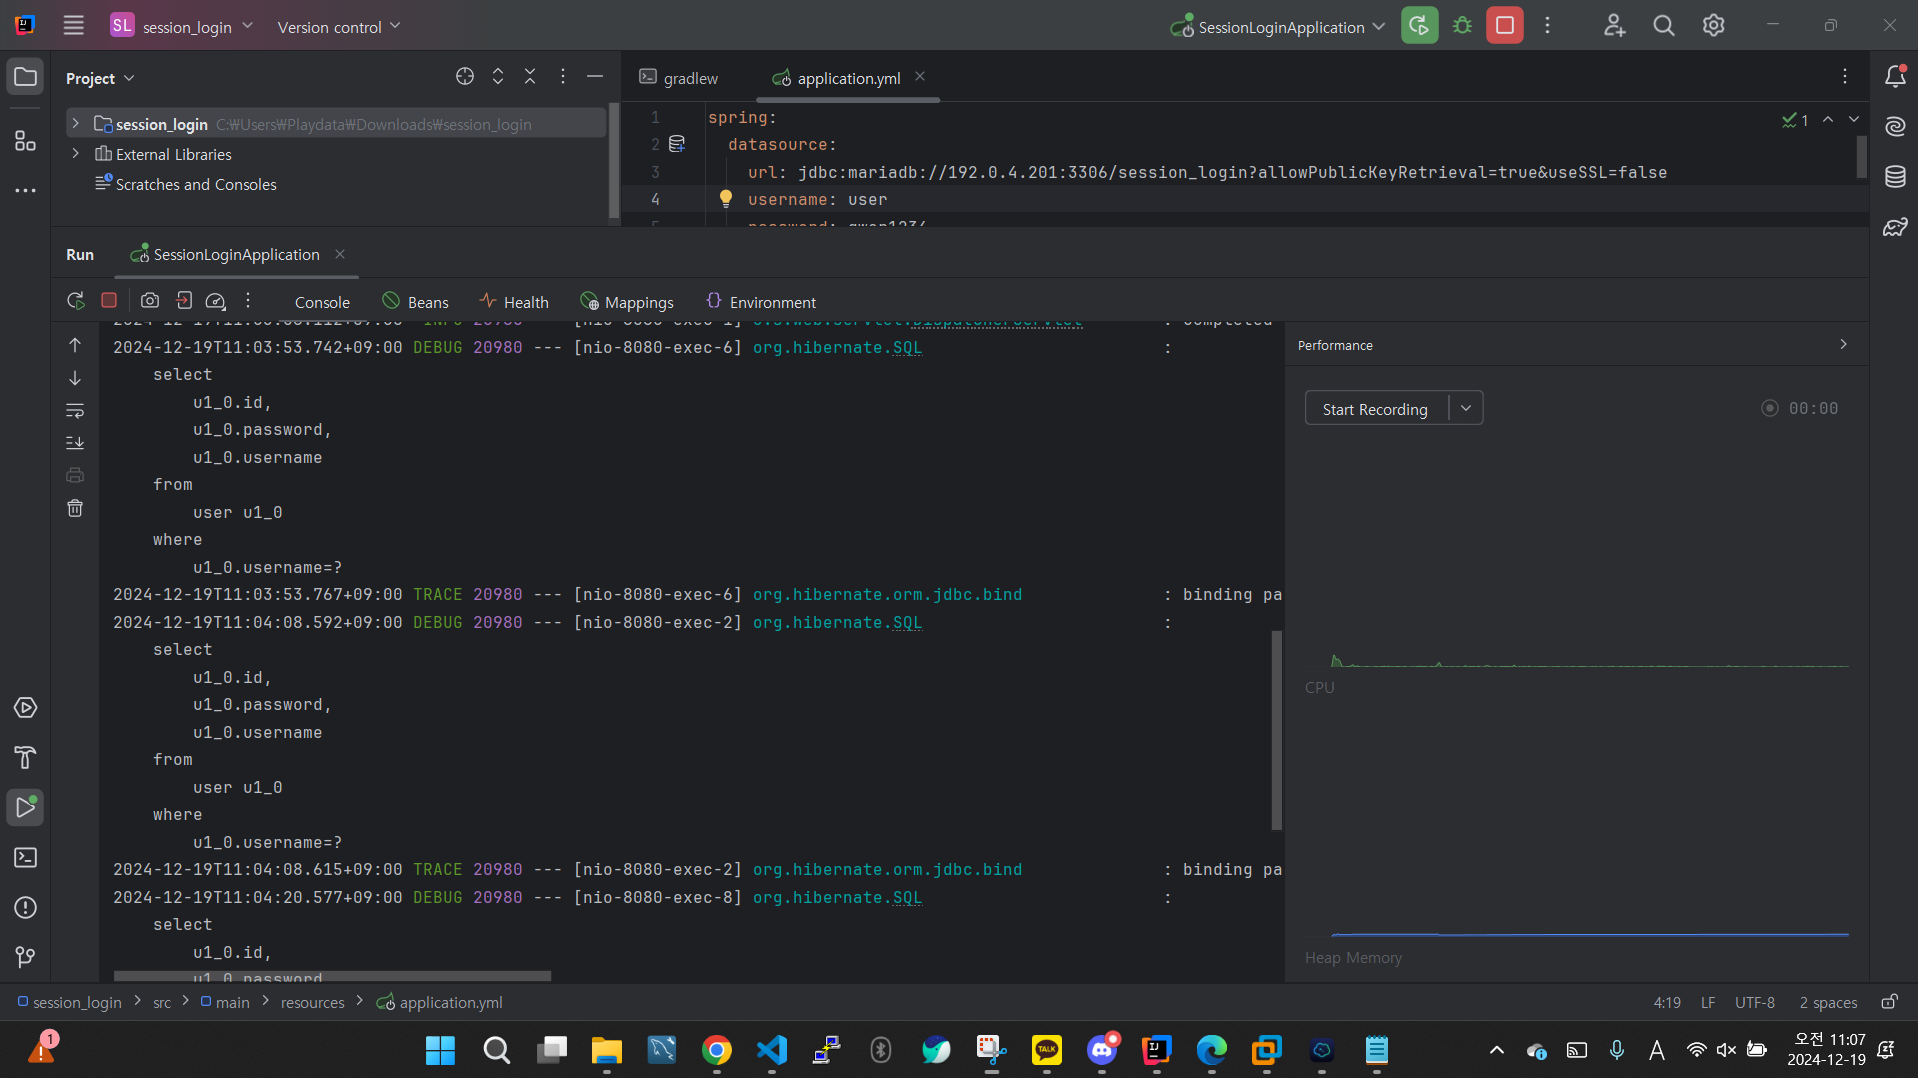 SL session_login Version control SessionLoginApplication
Project
gradlew application.yml
session_login C:₩Users₩Playdata₩Downloads₩session_login
External Libraries
Scratches and Consoles
1 spring:
2 datasource:
3 url: jdbc:mariadb://192.0.4.201:3306/session_login?allowPublicKeyRetrieval=true&useSSL=false
4 username: user
1
Run SessionLoginApplication
Console Beans Health Mappings Environment
2024-12-19T11:03:53.742+09:00 DEBUG 20980 --- [nio-8080-exec-6] org.hibernate.SQL :
select
u1_0.id,
u1_0.password,
u1_0.username
from
user u1_0
where
u1_0.username=?
2024-12-19T11:03:53.767+09:00 TRACE 20980 --- [nio-8080-exec-6] org.hibernate.orm.jdbc.bind : binding pa
2024-12-19T11:04:08.592+09:00 DEBUG 20980 --- [nio-8080-exec-2] org.hibernate.SQL :
select
u1_0.id,
u1_0.password,
u1_0.username
from
user u1_0
where
u1_0.username=?
2024-12-19T11:04:08.615+09:00 TRACE 20980 --- [nio-8080-exec-2] org.hibernate.orm.jdbc.bind : binding pa
2024-12-19T11:04:20.577+09:00 DEBUG 20980 --- [nio-8080-exec-8] org.hibernate.SQL :
select
u1_0.id,
u1_0.password
Performance
Start Recording 00:00
CPU
Heap Memory
session_login > src > main > resources > application.yml
4:19 LF UTF-8 2 spaces
1
TALK
A
오전 11:07
2024-12-19